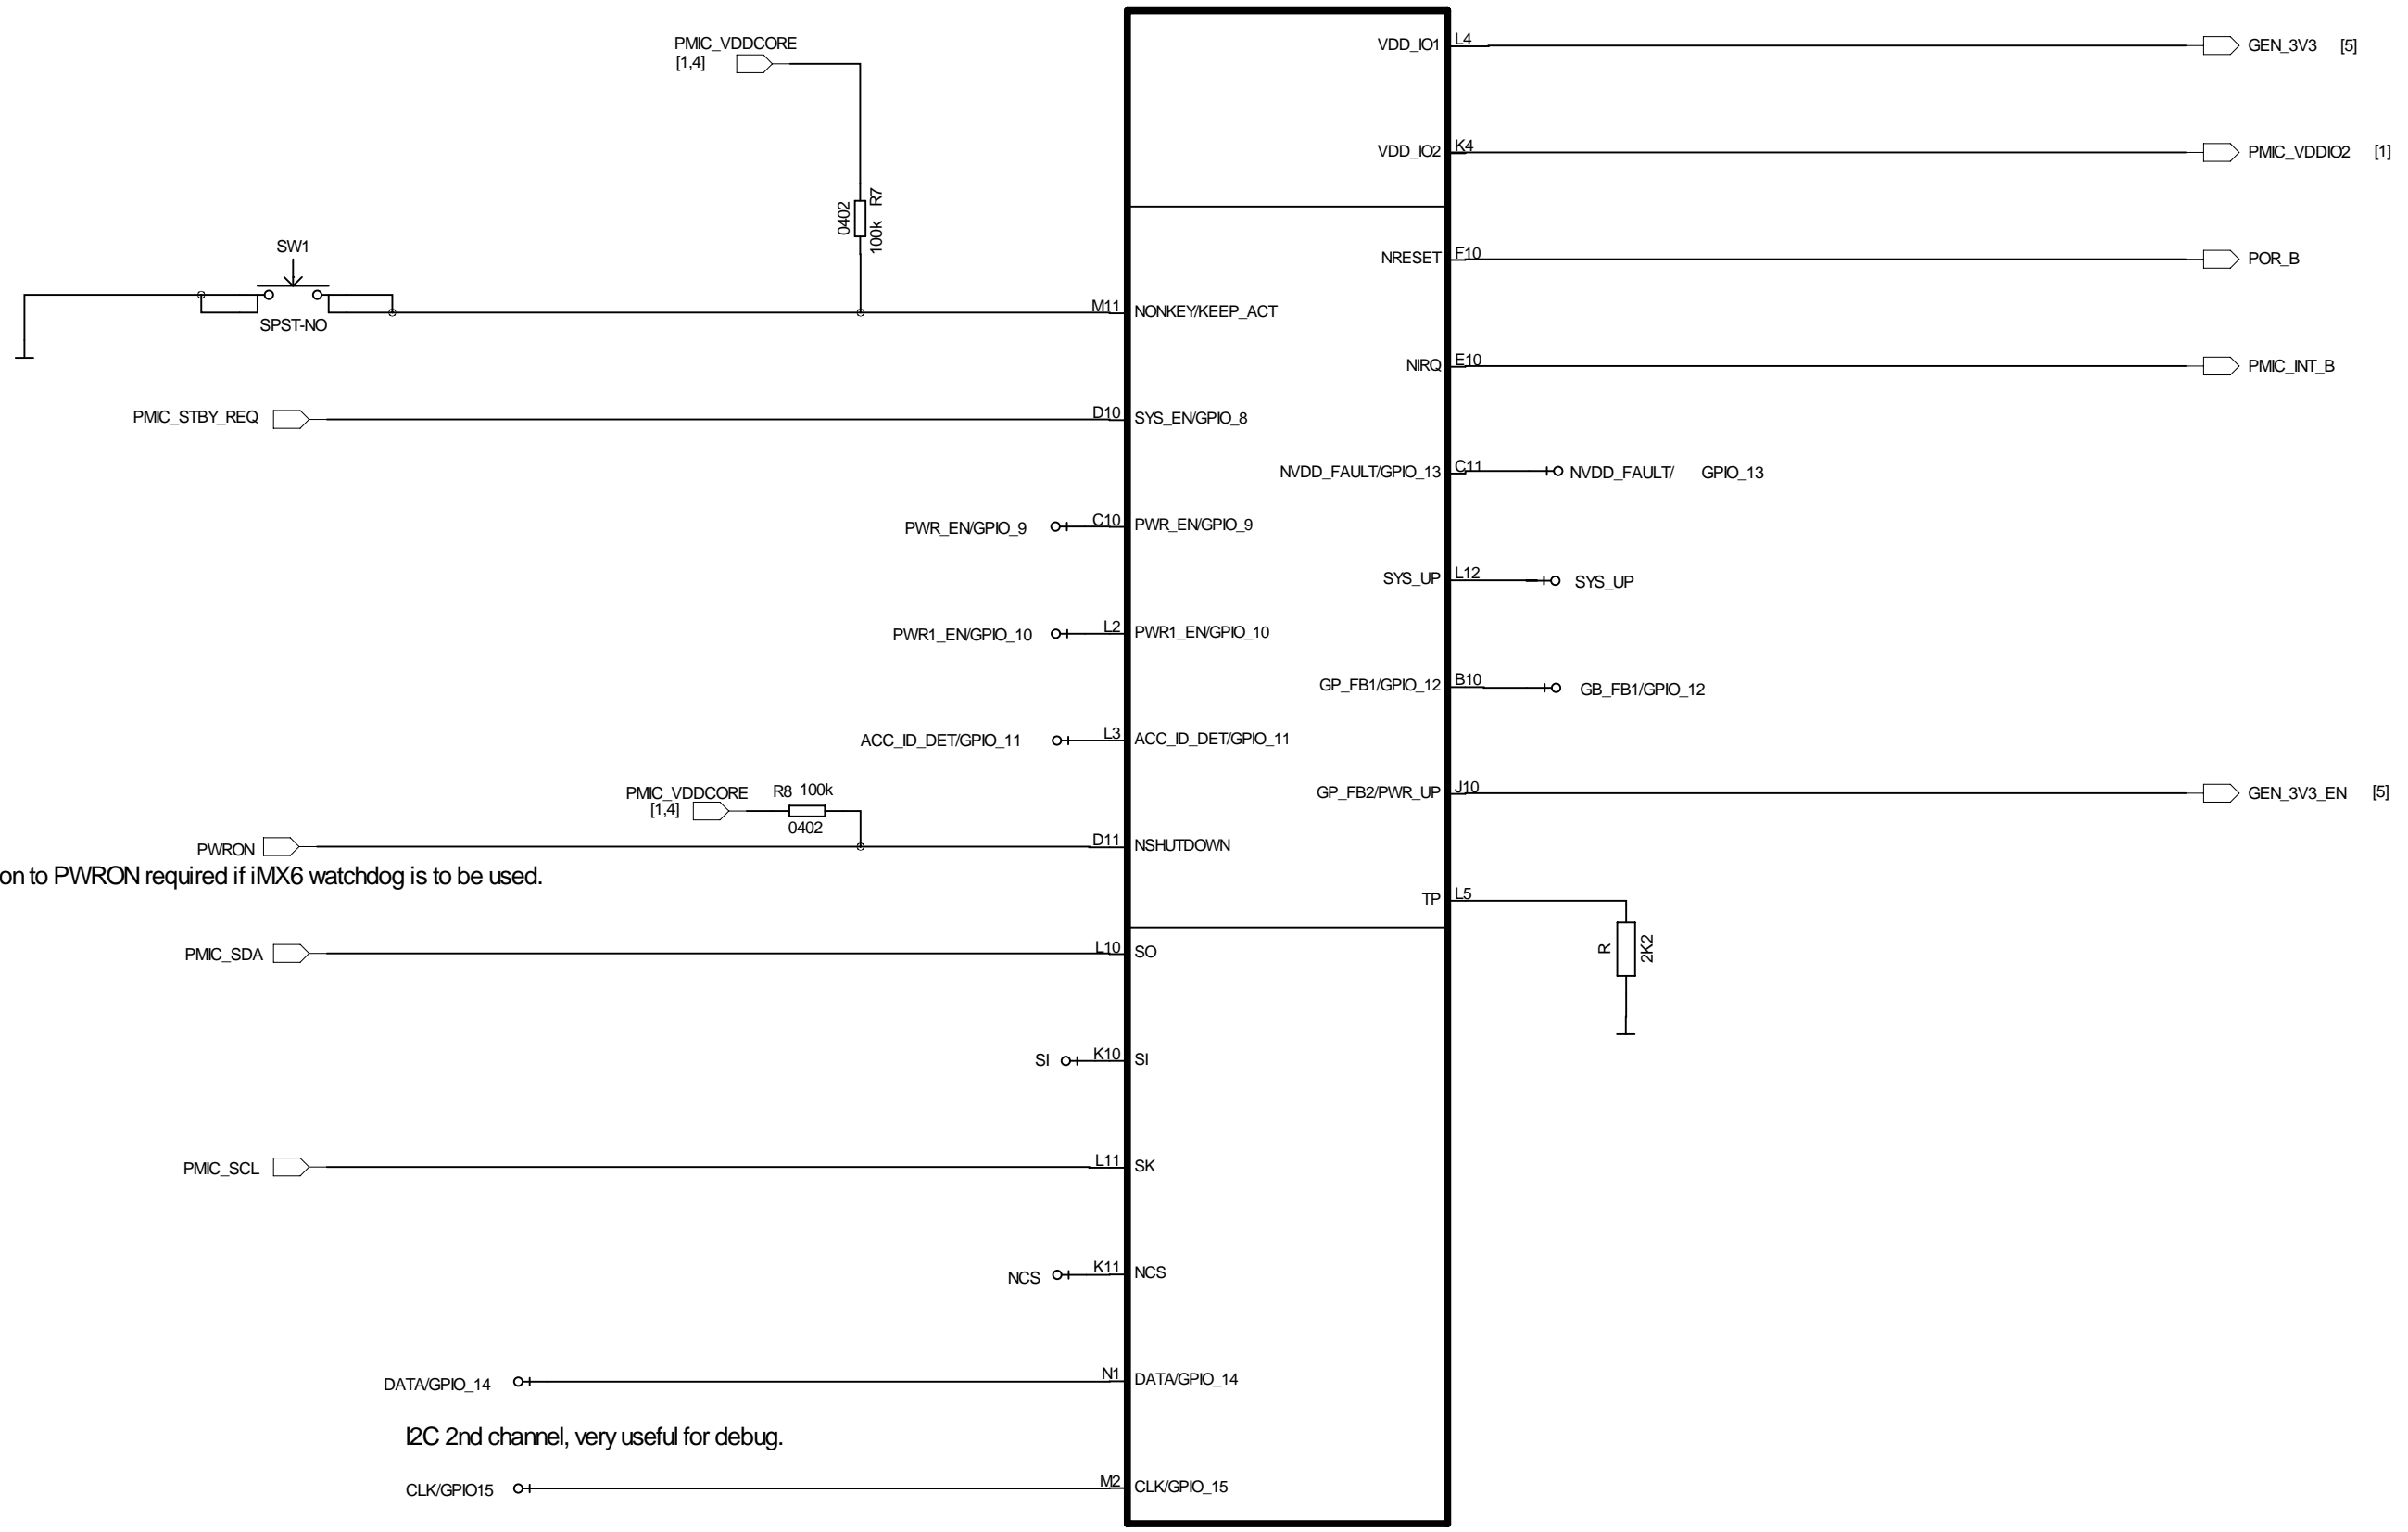 PMIC_VDDCORE
[1,4]
VDD_IO1 L4 GEN_3V3 [5]
VDD_IO2 K4 PMIC_VDDIO2 [1]
0402
100k R7
SW1
SPST-NO
NRESET F10 POR_B
M11 NONKEY/KEEP_ACT
NIRQ E10 PMIC_INT_B
PMIC_STBY_REQ D10 SYS_EN/GPIO_8
NVDD_FAULT/GPIO_13 C11 NVDD_FAULT/ GPIO_13
PWR_EN/GPIO_9 C10 PWR_EN/GPIO_9
SYS_UP L12 SYS_UP
PWR1_EN/GPIO_10 L2 PWR1_EN/GPIO_10
GP_FB1/GPIO_12 B10 GB_FB1/GPIO_12
ACC_ID_DET/GPIO_11 L3 ACC_ID_DET/GPIO_11
PMIC_VDDCORE
[1,4]
R8 100k
0402
GP_FB2/PWR_UP J10 GEN_3V3_EN [5]
PWRON D11 NSHUTDOWN
on to PWRON required if iMX6 watchdog is to be used.
TP L5
R 2K2
PMIC_SDA L10 SO
SI K10 SI
PMIC_SCL L11 SK
NCS K11 NCS
DATA/GPIO_14 N1 DATA/GPIO_14
I2C 2nd channel, very useful for debug.
CLK/GPIO15 M2 CLK/GPIO_15